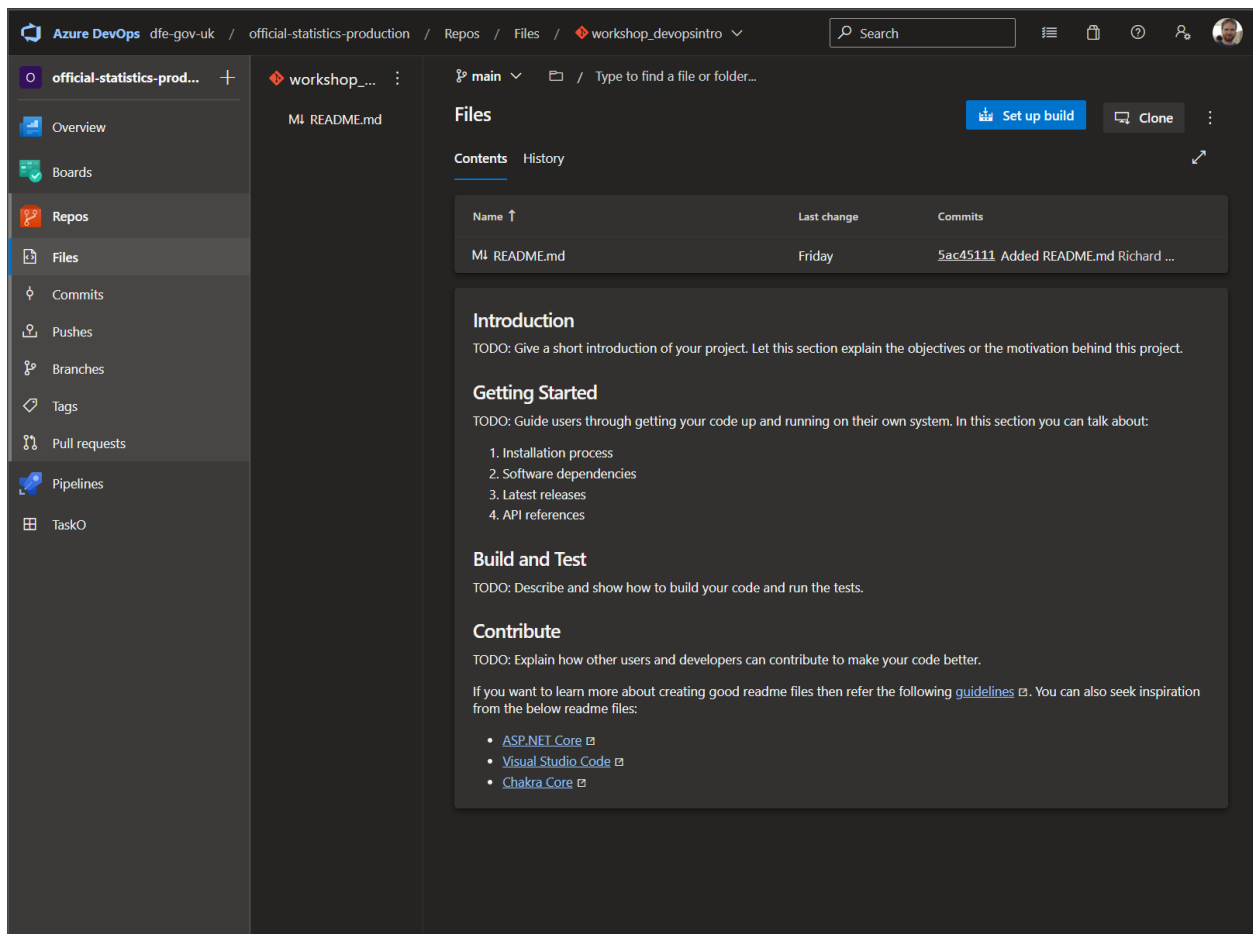 Azure DevOps dfe-gov-uk / official-statistics-production / Repos / Files / workshop_devopsintro Search
official-statistics-prod...
Overview
Boards
Repos
Files
Commits
Pushes
Branches
Tags
Pull requests
Pipelines
TaskO
workshop_...
M↓ README.md
main / Type to find a file or folder...
Files
Set up build
Clone
Contents History
Name ↑ Last change Commits
M↓ README.md Friday 5ac45111 Added README.md Richard ...
Introduction
TODO: Give a short introduction of your project. Let this section explain the objectives or the motivation behind this project.
Getting Started
TODO: Guide users through getting your code up and running on their own system. In this section you can talk about:
1. Installation process
2. Software dependencies
3. Latest releases
4. API references
Build and Test
TODO: Describe and show how to build your code and run the tests.
Contribute
TODO: Explain how other users and developers can contribute to make your code better.
If you want to learn more about creating good readme files then refer the following guidelines. You can also seek inspiration
from the below readme files:
• ASP.NET Core
• Visual Studio Code
• Chakra Core